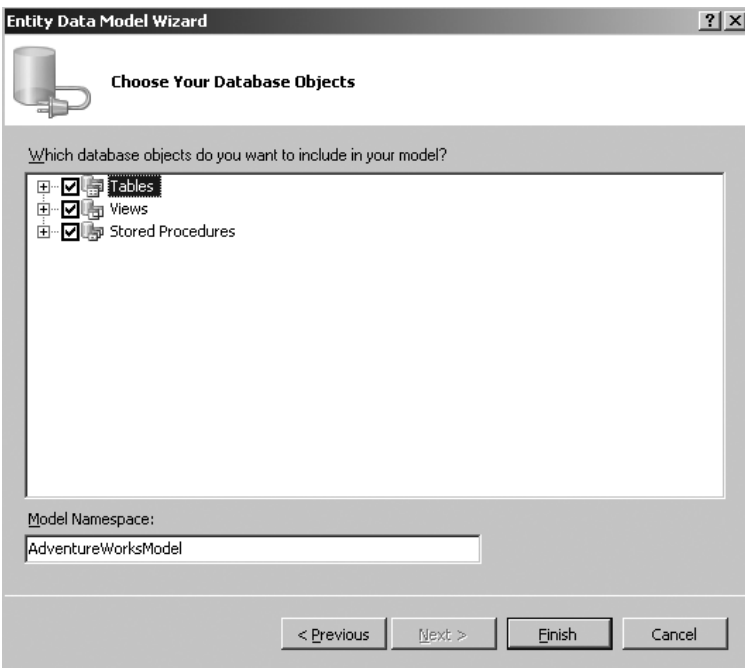 Entity Data Model Wizard
Choose Your Database Objects
Which database objects do you want to include in your model?
Tables
Views
Stored Procedures
Model Namespace:
AdventureWorksModel
< Previous Next > Finish Cancel